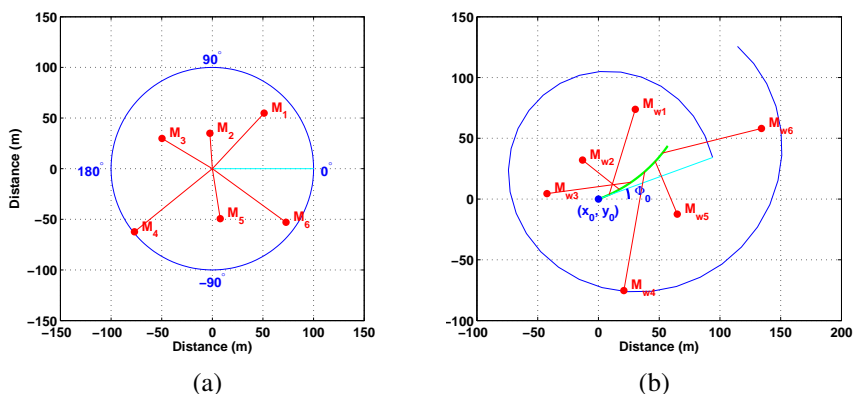 150
100
50
0
−50
−100
−150
−150 −100 −50 0 50 100 150
Distance (m)
Distance (m)
90°
180°
0°
−90°
M1
M2
M3
M4
M5
M6
(a)
150
100
50
0
−50
−100
−100 −50 0 50 100 150 200
Distance (m)
Mw1
Mw2
Mw3
Mw4
Mw5
Mw6
Φ0
(x0, y0)
(b)